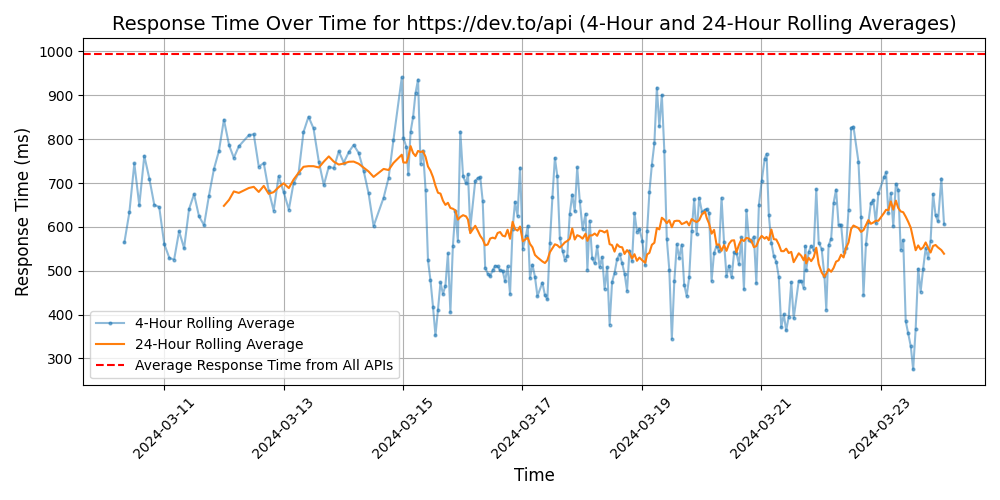 Response Time Over Time for https://dev.to/api (4-Hour and 24-Hour Rolling Averages)
Response Time (ms)
1000
900
800
700
600
500
400
300
4-Hour Rolling Average
24-Hour Rolling Average
Average Response Time from All APIs
2024-03-11
2024-03-13
2024-03-15
2024-03-17
2024-03-19
2024-03-21
2024-03-23
Time